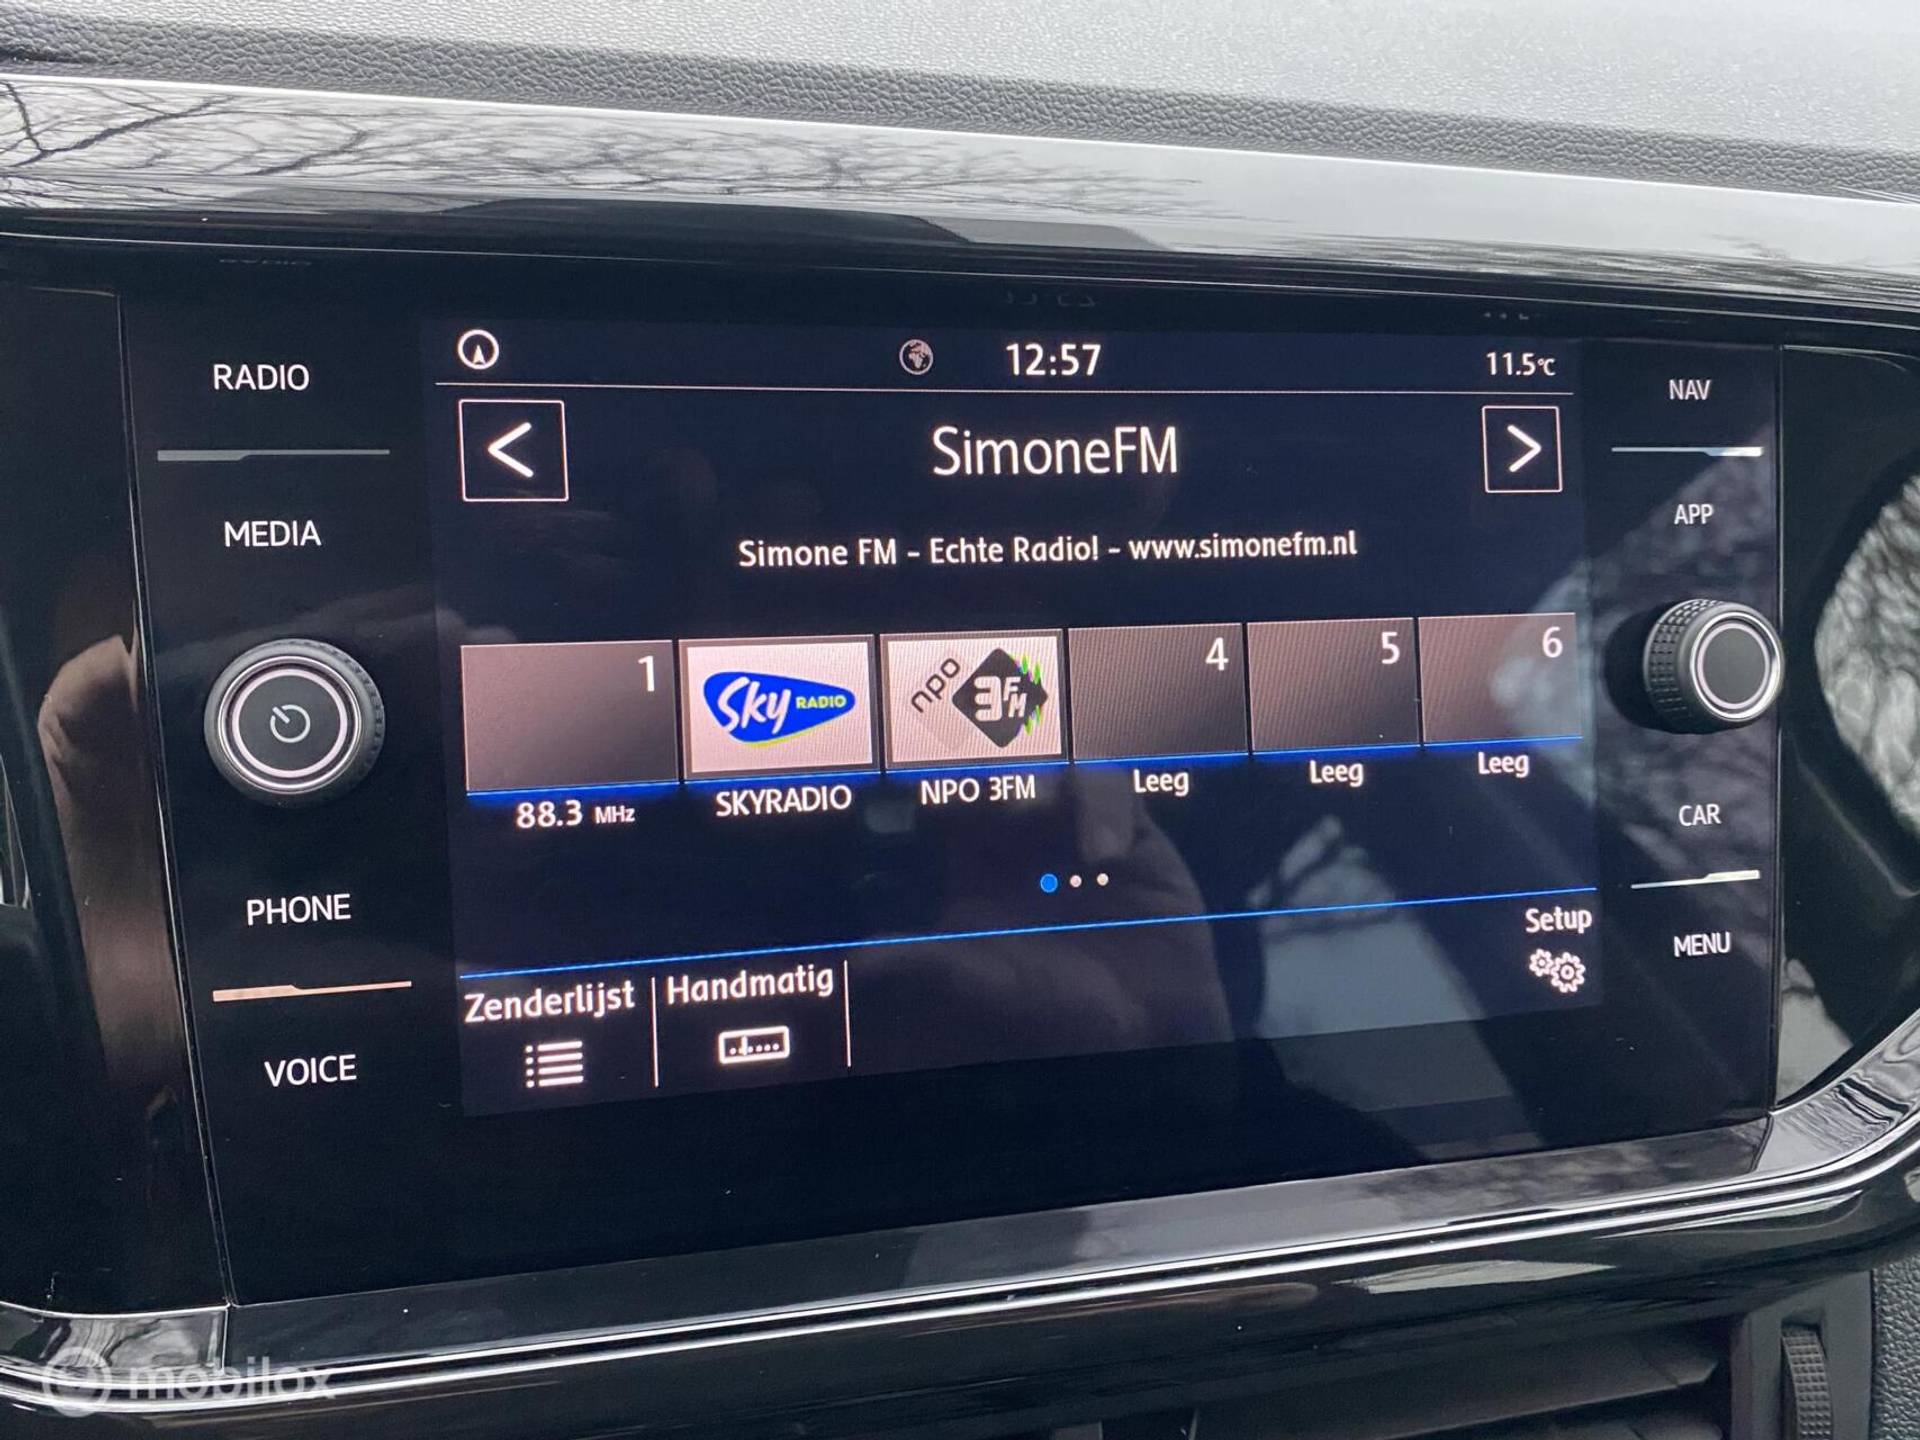 12:57
11.5°C
RADIO
NAV
SimoneFM
MEDIA
APP
Simone FM - Echte Radio! - www.simonefm.nl
1
Sky RADIO
npo 3FM
4
5
6
88.3 MHz
SKYRADIO
NPO 3FM
Leeg
Leeg
Leeg
CAR
PHONE
Setup
MENU
Zenderlijst
Handmatig
VOICE
mobilox